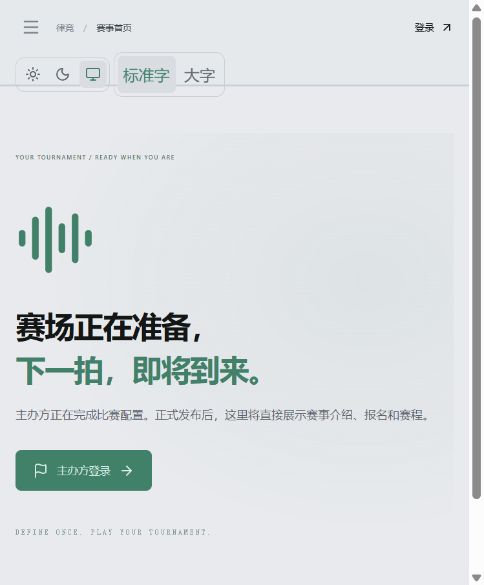 律竞 / 赛事首页
登录
标准字 大字
YOUR TOURNAMENT / READY WHEN YOU ARE
赛场正在准备，
下一拍，即将到来。
主办方正在完成比赛配置。正式发布后，这里将直接展示赛事介绍、报名和赛程。
主办方登录
DEFINE ONCE. PLAY YOUR TOURNAMENT.